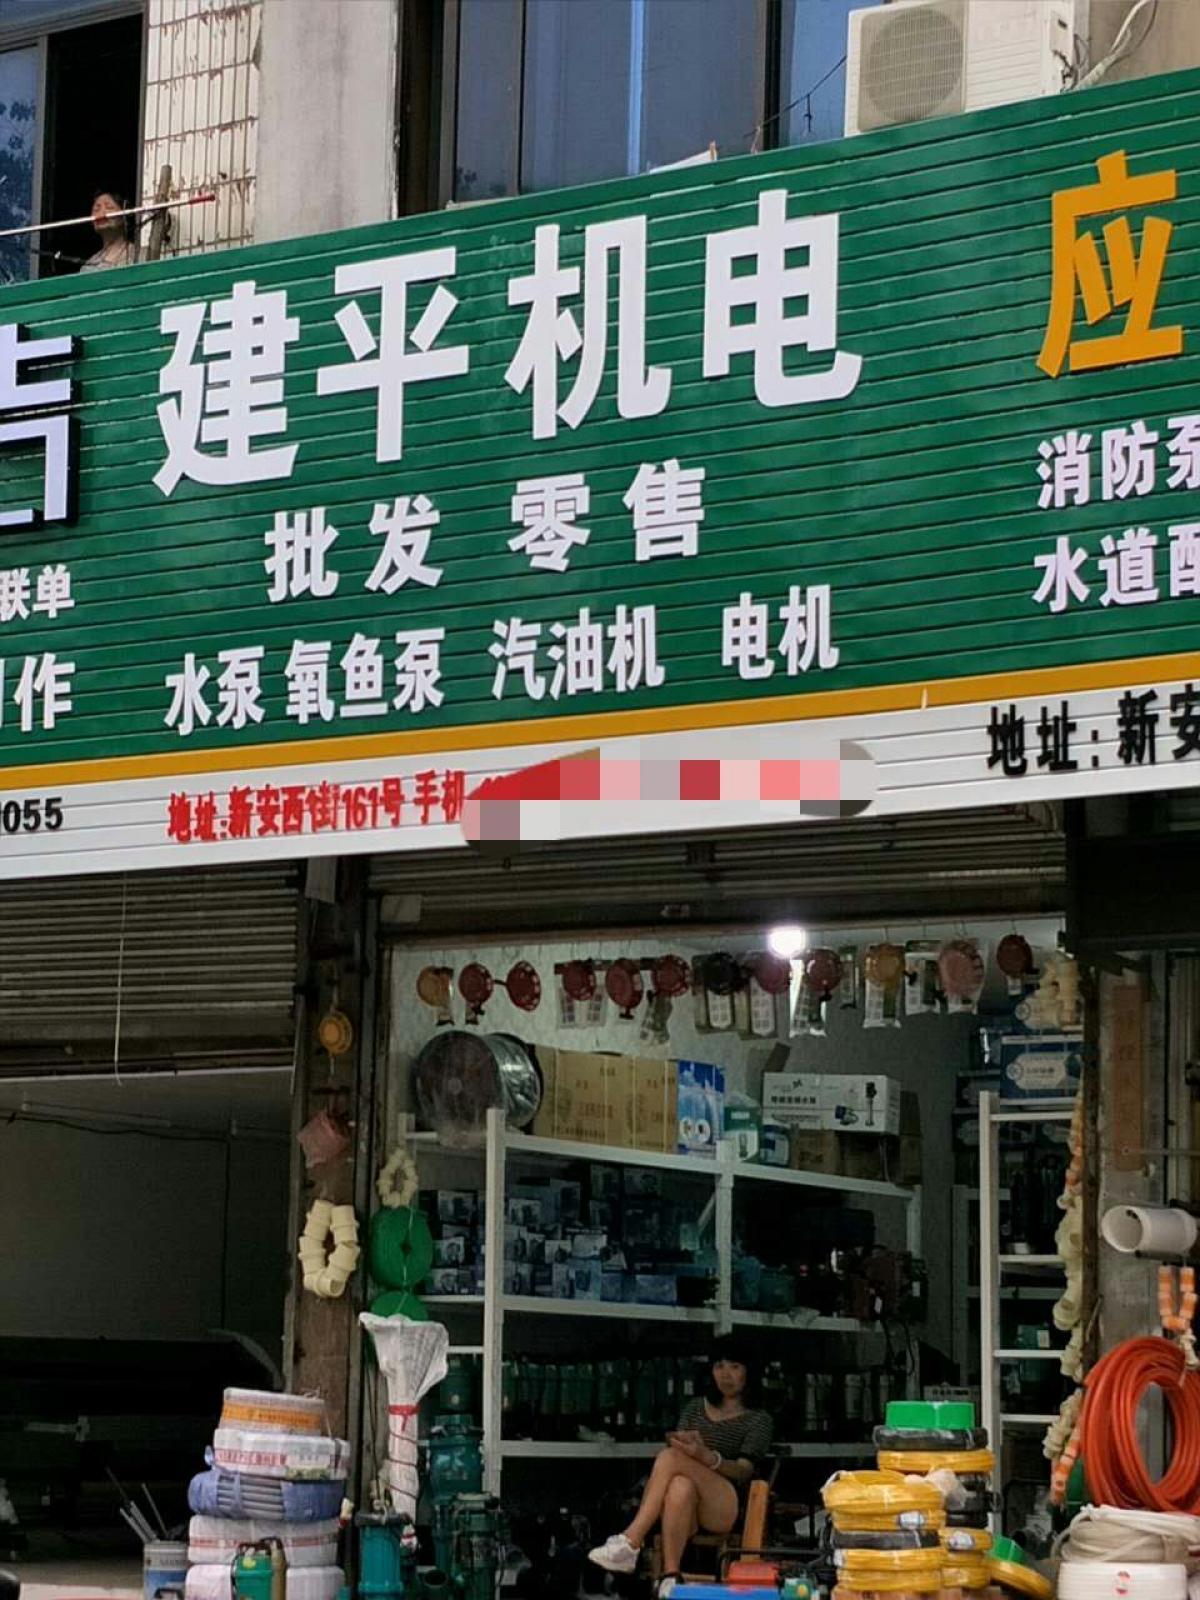 建平机电
批发 零售
水泵 氧鱼泵 汽油机 电机
地址:新安西街161号 手机
联单
作
055
应
消防泵
水道配
地址:新安